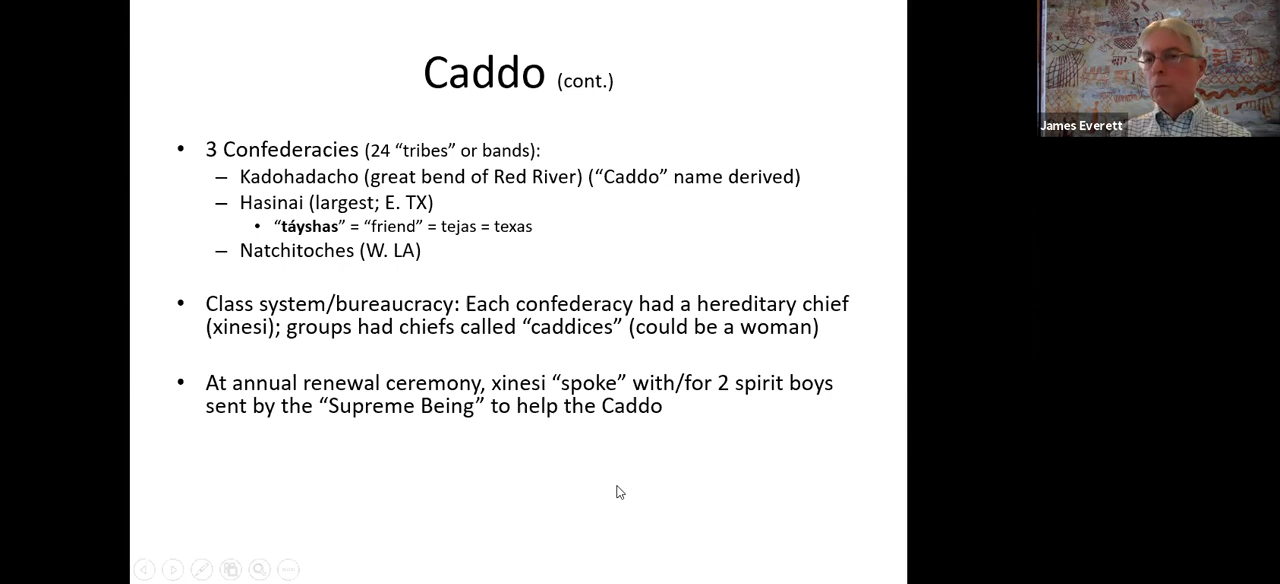 Caddo (cont.)
• 3 Confederacies (24 “tribes” or bands):
– Kadohadacho (great bend of Red River) (“Caddo” name derived)
– Hasinai (largest; E. TX)
• “táyshas” = “friend” = tejas = texas
– Natchitoches (W. LA)
• Class system/bureaucracy: Each confederacy had a hereditary chief
(xinesi); groups had chiefs called “caddices” (could be a woman)
• At annual renewal ceremony, xinesi “spoke” with/for 2 spirit boys
sent by the “Supreme Being” to help the Caddo
James Everett